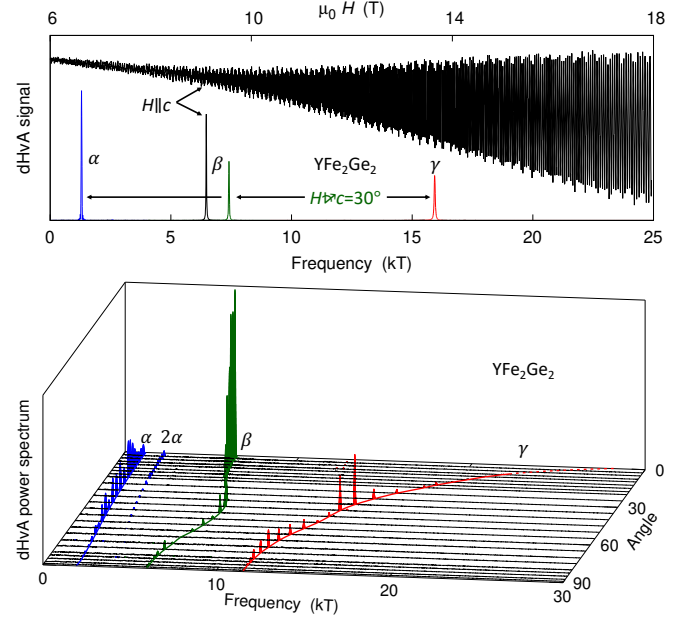 6 10 14 18
μ₀ H (T)
dHvA signal
H∥c
α β YFe₂Ge₂ γ
0 5 10 15 20 25
Frequency (kT)
YFe₂Ge₂
dHvA power spectrum
α 2α β γ
0
30
60
90
Angle
0 10 20 30
Frequency (kT)